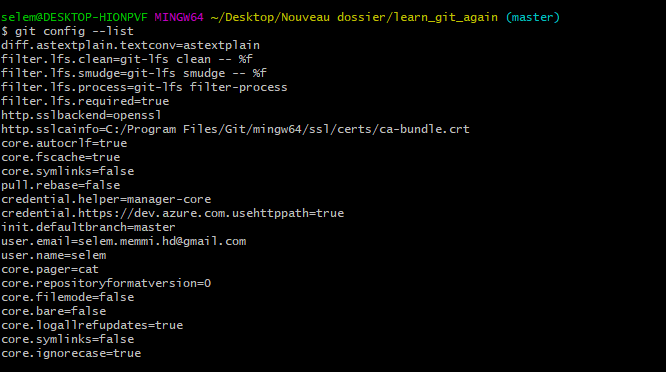 selem@DESKTOP-HIONPVF MINGW64 ~/Desktop/Nouveau dossier/learn_git_again (master)
$ git config --list
diff.astextplain.textconv=astextplain
filter.lfs.clean=git-lfs clean -- %f
filter.lfs.smudge=git-lfs smudge -- %f
filter.lfs.process=git-lfs filter-process
filter.lfs.required=true
http.sslbackend=openssl
http.sslcainfo=C:/Program Files/Git/mingw64/ssl/certs/ca-bundle.crt
core.autocrlf=true
core.fscache=true
core.symlinks=false
pull.rebase=false
credential.helper=manager-core
credential.https://dev.azure.com.usehttppath=true
init.defaultbranch=master
user.email=selem.memmi.hd@gmail.com
user.name=selem
core.pager=cat
core.repositoryformatversion=0
core.filemode=false
core.bare=false
core.logallrefupdates=true
core.symlinks=false
core.ignorecase=true